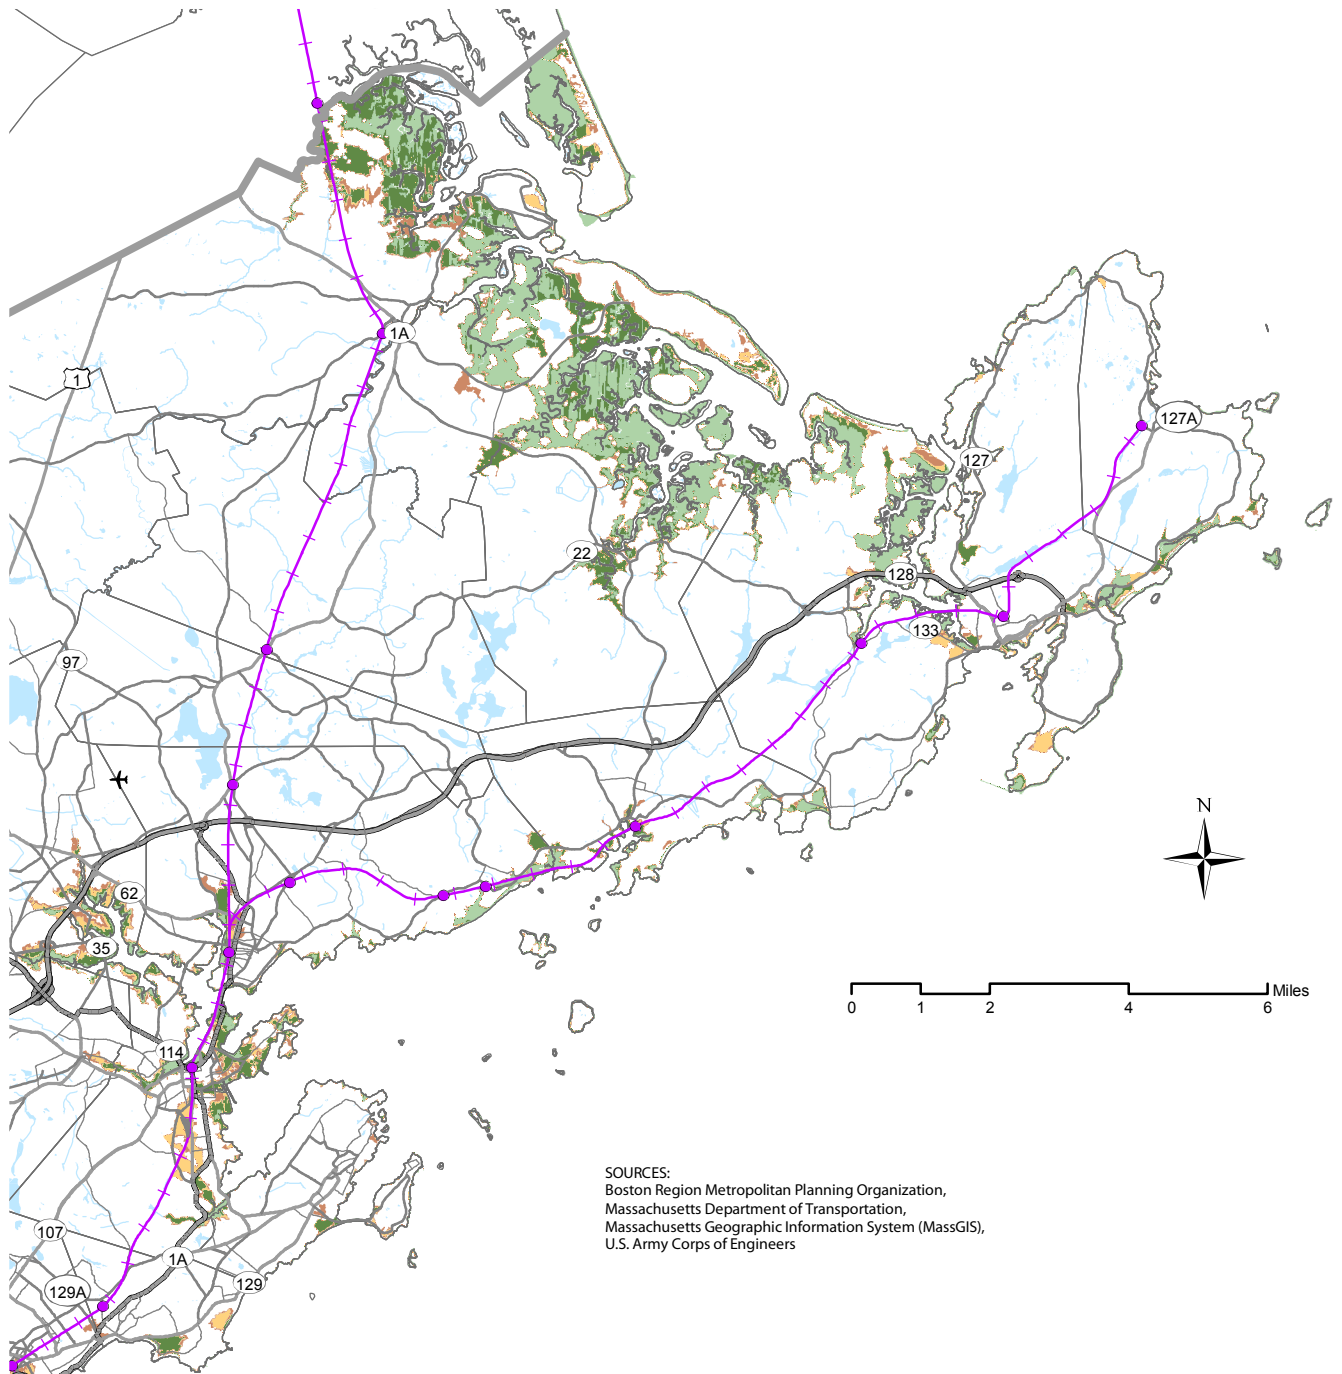 1A
1
127A
127
22
128
133
97
N
62
35
0 1 2 4 6 Miles
114
SOURCES:
Boston Region Metropolitan Planning Organization,
Massachusetts Department of Transportation,
Massachusetts Geographic Information System (MassGIS),
U.S. Army Corps of Engineers
107
1A
129
129A